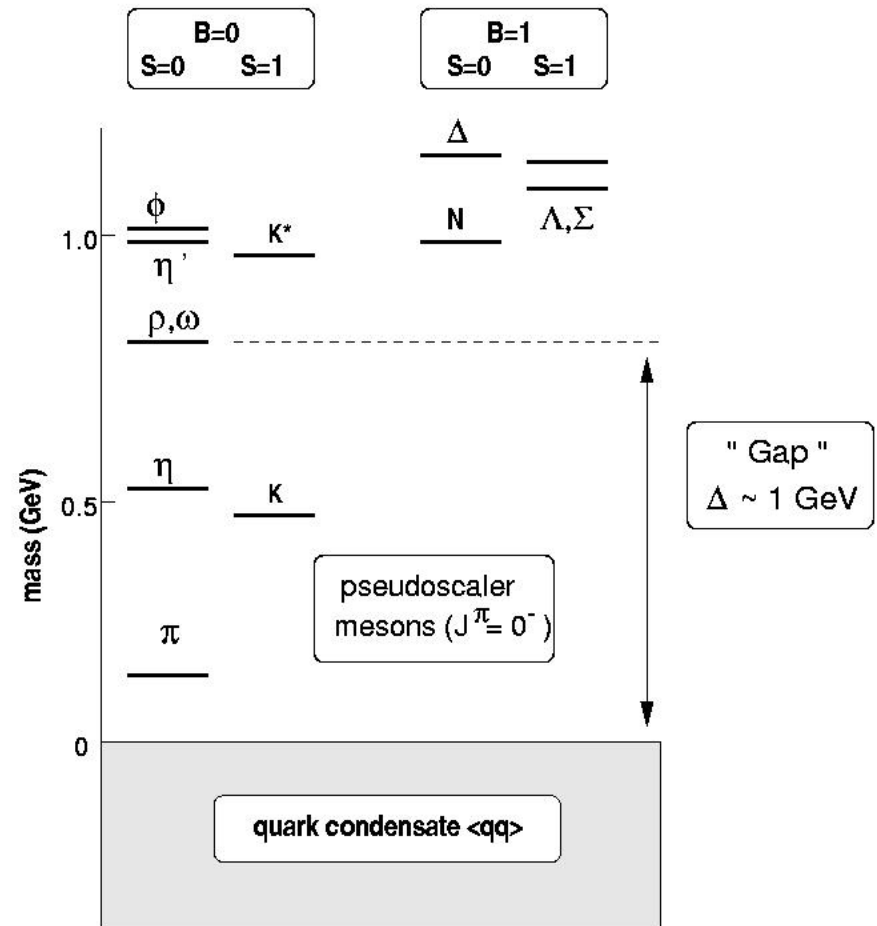 B=0
S=0 S=1
B=1
S=0 S=1
Δ
ϕ
K*
N
Λ,Σ
1.0
η '
ρ,ω
" Gap "
Δ ~ 1 GeV
η
K
0.5
mass (GeV)
pseudoscaler
mesons (J^π = 0^-)
π
0
quark condensate <qq>